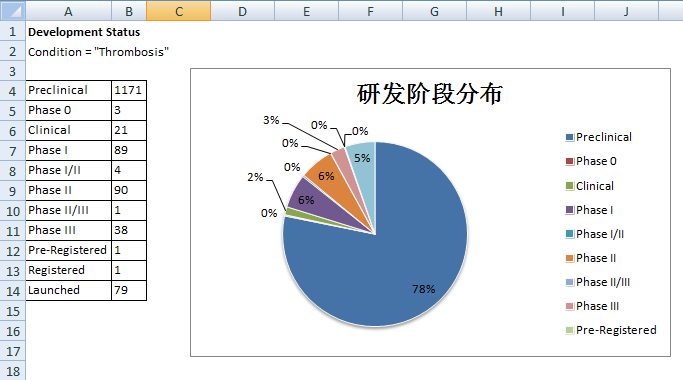 A B C D E F G H I J
1 Development Status
2 Condition = "Thrombosis"
3
4 Preclinical 1171
5 Phase 0 3
6 Clinical 21
7 Phase I 89
8 Phase I/II 4
9 Phase II 90
10 Phase II/III 1
11 Phase III 38
12 Pre-Registered 1
13 Registered 1
14 Launched 79
15
16
17
18
研发阶段分布
3%
0%
0%
0%
5%
0%
6%
2%
6%
0%
78%
Preclinical
Phase 0
Clinical
Phase I
Phase I/II
Phase II
Phase II/III
Phase III
Pre-Registered